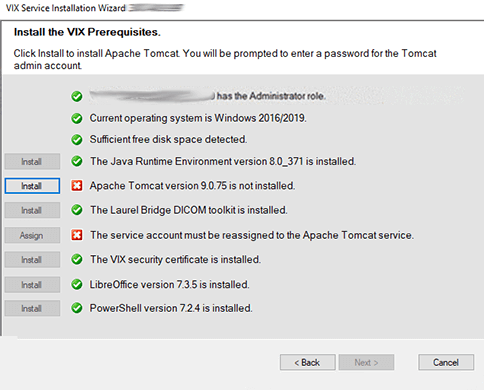 VIX Service Installation Wizard
Install the VIX Prerequisites.
Click Install to install Apache Tomcat. You will be prompted to enter a password for the Tomcat
admin account.
has the Administrator role.
Current operating system is Windows 2016/2019.
Sufficient free disk space detected.
Install The Java Runtime Environment version 8.0_371 is installed.
Install Apache Tomcat version 9.0.75 is not installed.
Install The Laurel Bridge DICOM toolkit is installed.
Assign The service account must be reassigned to the Apache Tomcat service.
Install The VIX security certificate is installed.
Install LibreOffice version 7.3.5 is installed.
Install PowerShell version 7.2.4 is installed.
< Back Next > Cancel